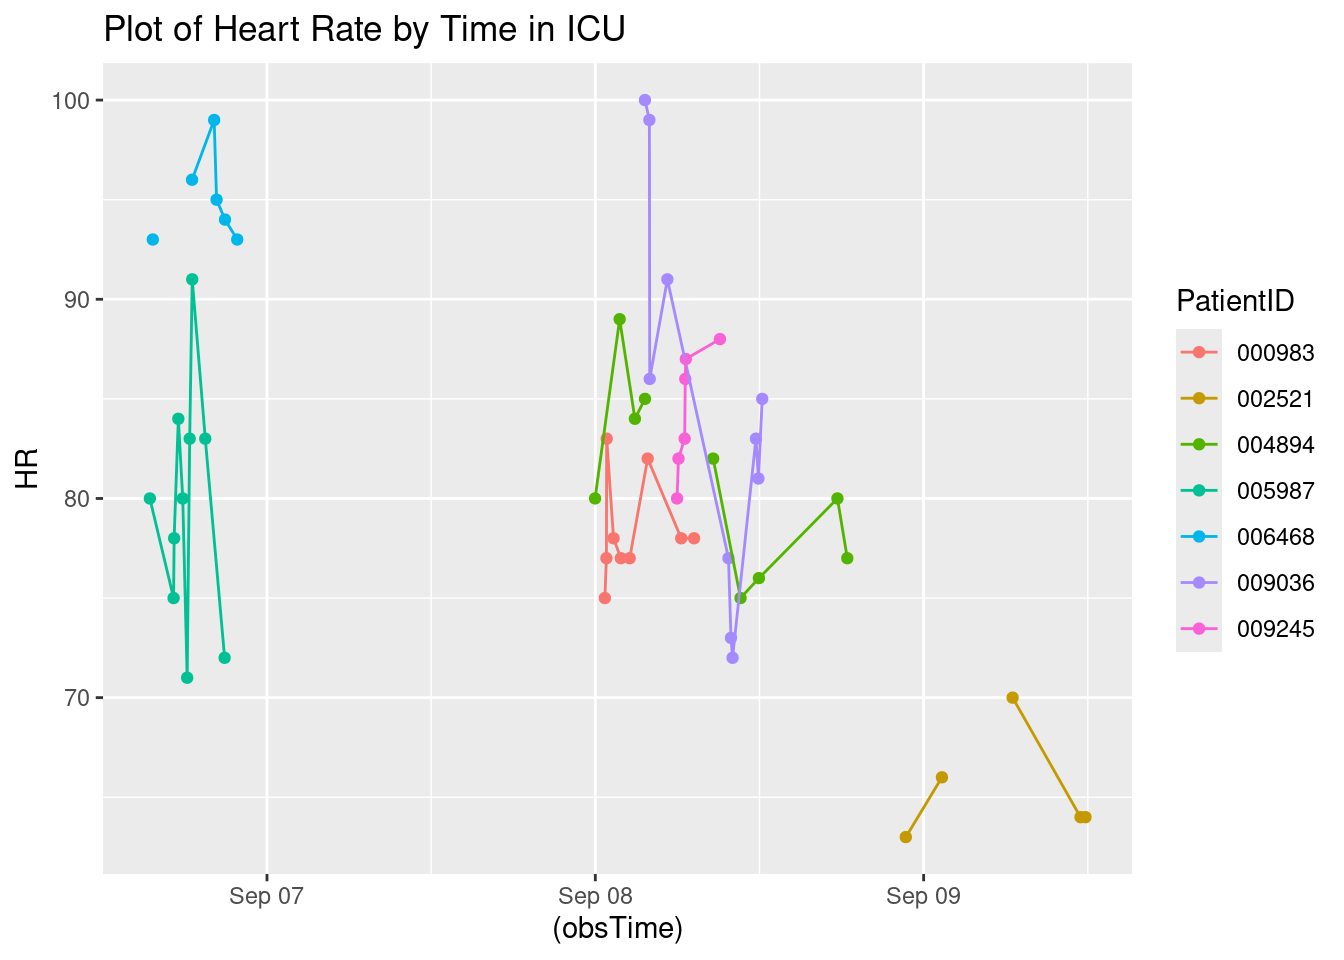 Plot of Heart Rate by Time in ICU
100
90
80
70
HR
Sep 07
Sep 08
Sep 09
(obsTime)
PatientID
000983
002521
004894
005987
006468
009036
009245